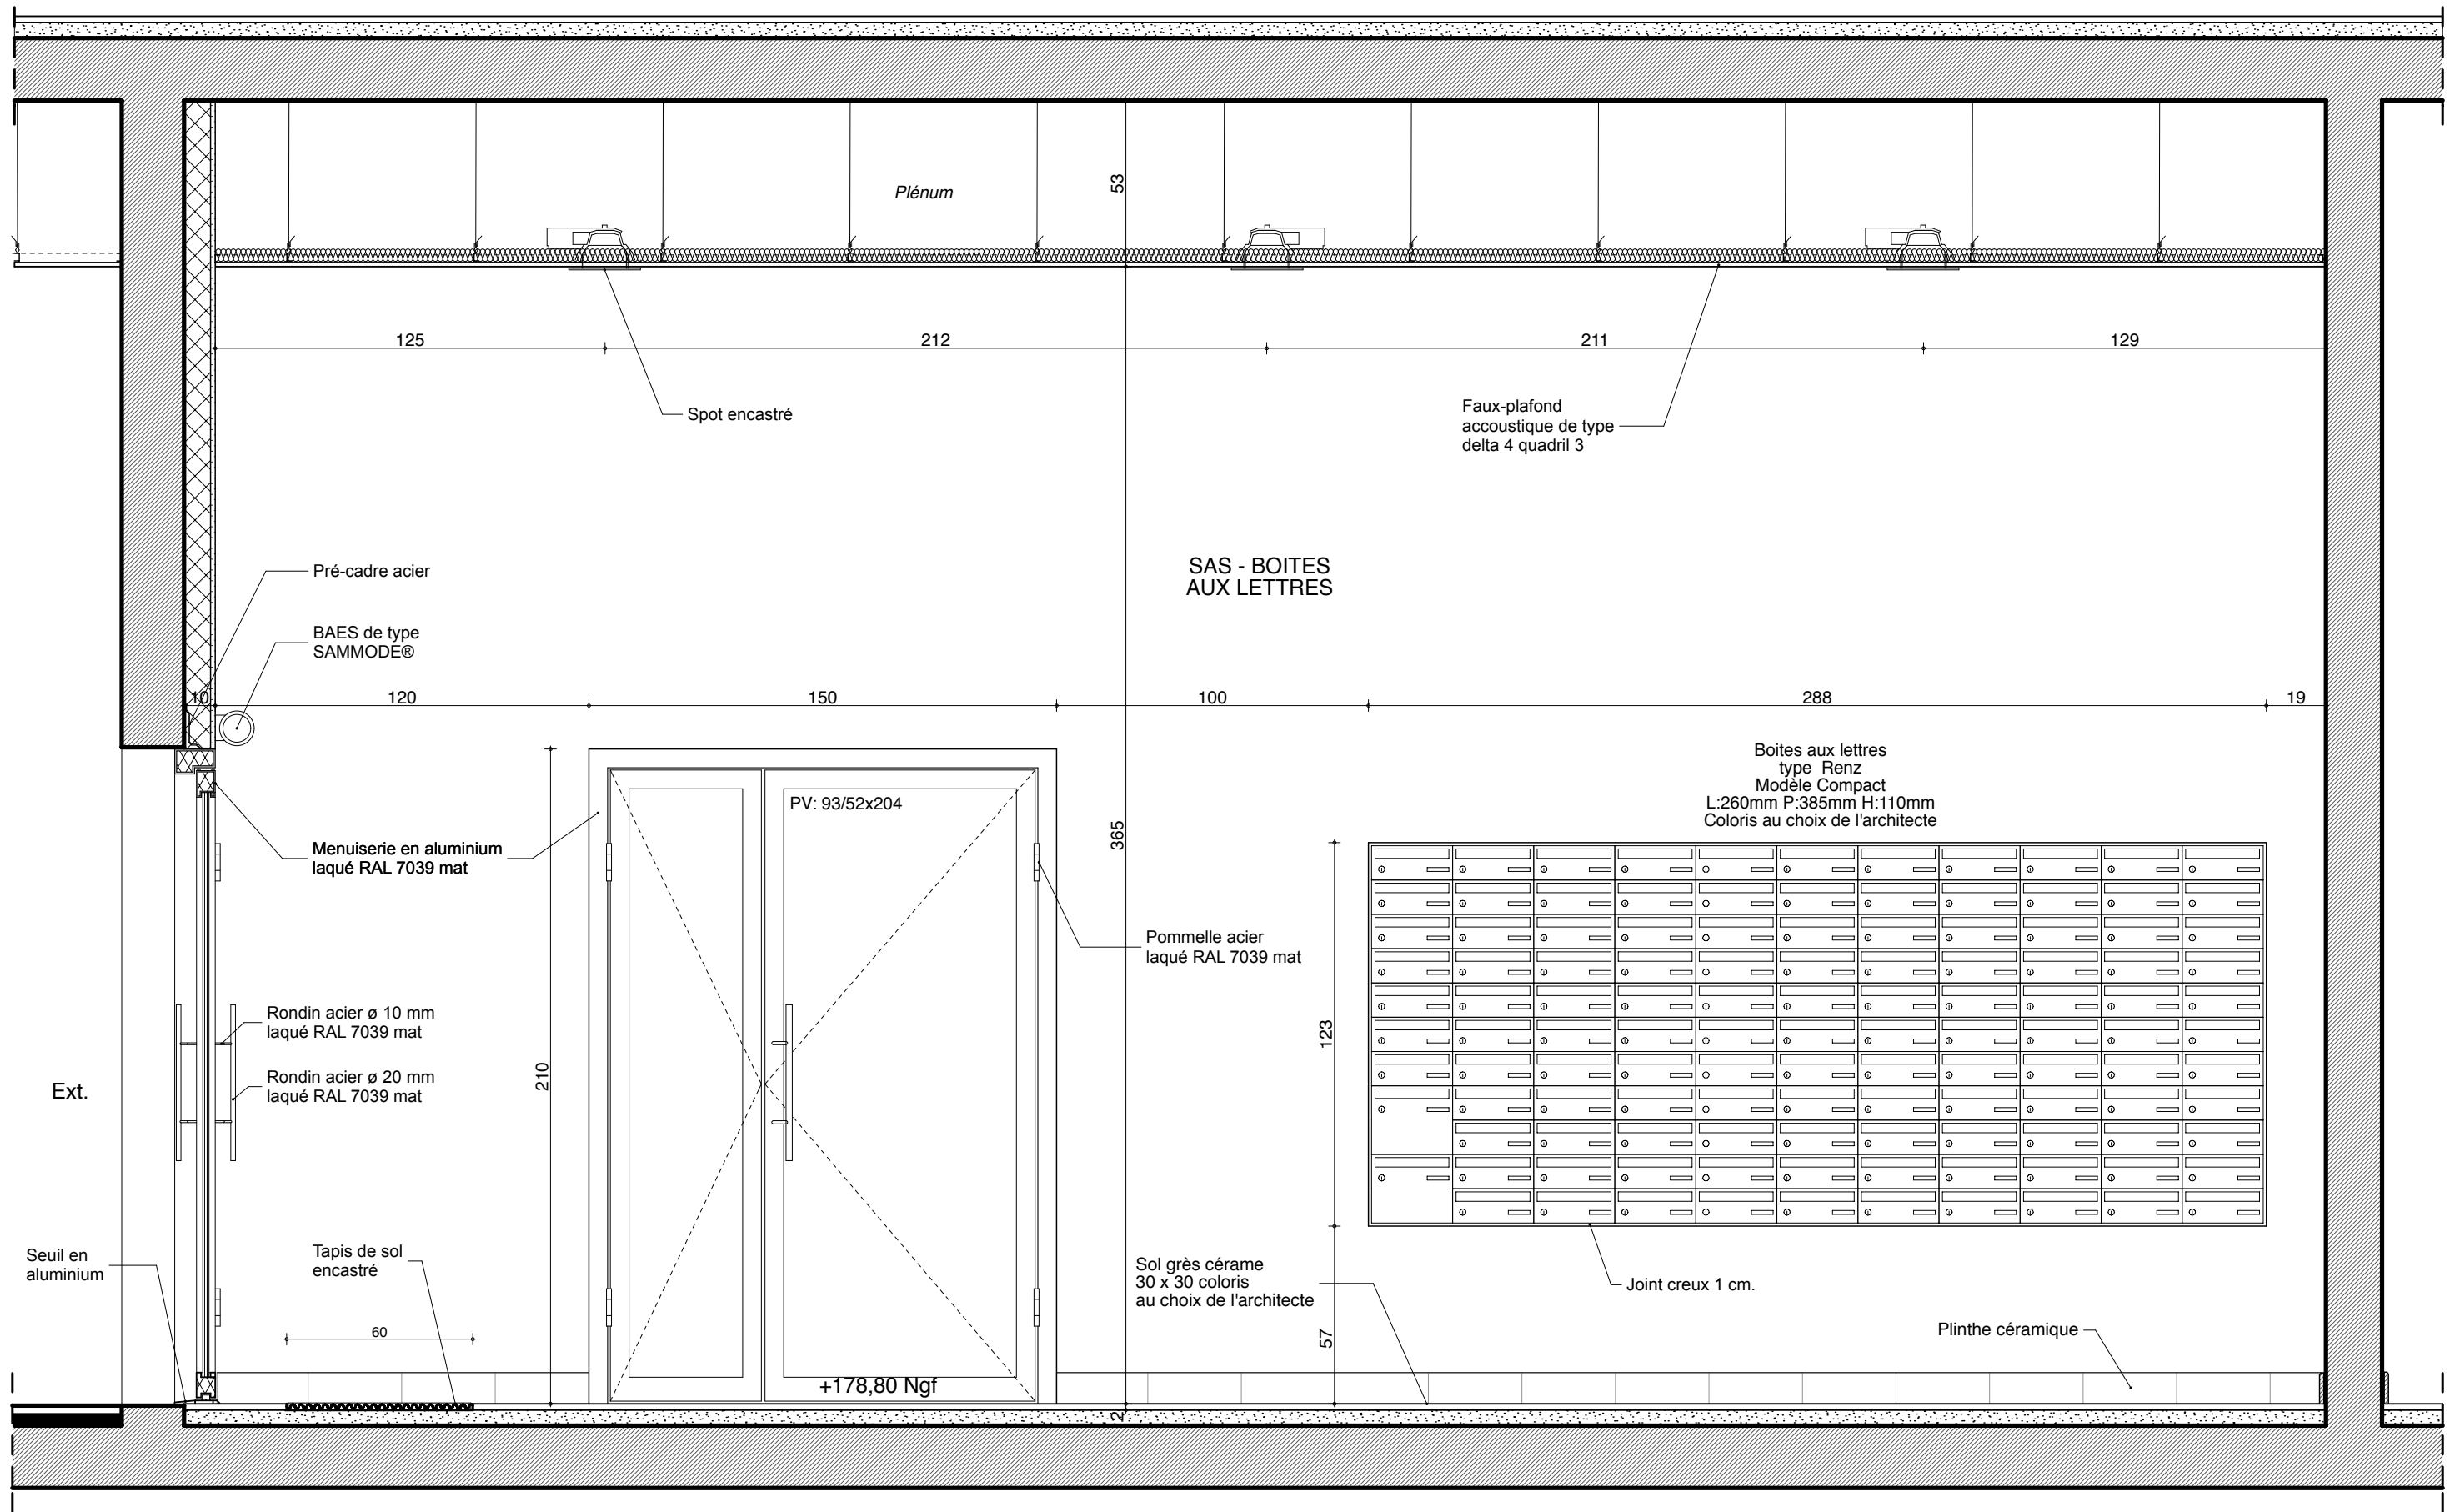 53
Plénum
125
212
211
129
Spot encastré
Faux-plafond
accoustique de type
delta 4 quadril 3
SAS - BOITES
AUX LETTRES
Pré-cadre acier
BAES de type
SAMMODE®
10
120
150
100
288
19
Boites aux lettres
type Renz
Modèle Compact
L:260mm P:385mm H:110mm
Coloris au choix de l'architecte
PV: 93/52x204
365
Menuiserie en aluminium
laqué RAL 7039 mat
Pommelle acier
laqué RAL 7039 mat
Rondin acier ø 10 mm
laqué RAL 7039 mat
123
Ext.
Rondin acier ø 20 mm
laqué RAL 7039 mat
210
Seuil en
aluminium
Tapis de sol
encastré
Sol grès cérame
30 x 30 coloris
au choix de l'architecte
Joint creux 1 cm.
60
57
Plinthe céramique
+178,80 Ngf
2